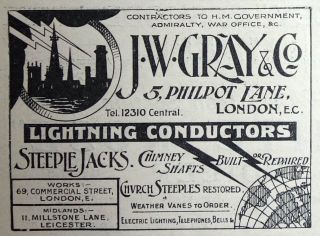 CONTRACTORS TO H.M. GOVERNMENT,
ADMIRALTY, WAR OFFICE, &C.
J.W. GRAY & Co
5, PHILPOT LANE,
Tel. 12310 Central. LONDON, E.C.
LIGHTNING CONDUCTORS
STEEPLE JACKS. CHIMNEY SHAFTS BUILT OR REPAIRED
WORKS:-
69, COMMERCIAL STREET,
LONDON, E.
MIDLANDS:-
11, MILLSTONE LANE,
LEICESTER.
CHURCH STEEPLES RESTORED
WEATHER VANES TO ORDER.
ELECTRIC LIGHTING, TELEPHONES, BELLS &